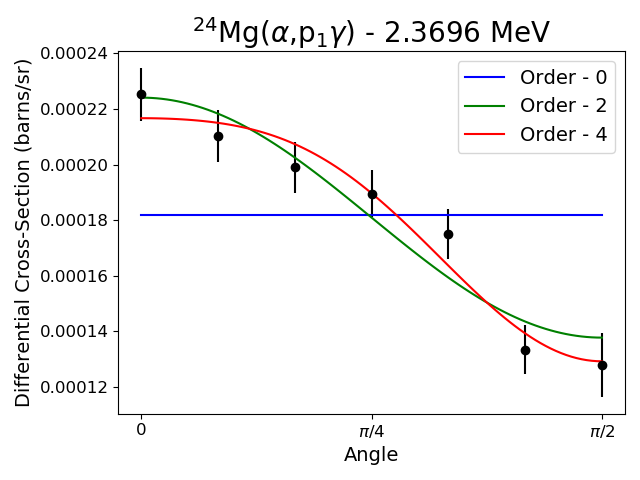 ²⁴Mg(α,p₁γ) - 2.3696 MeV
Differential Cross-Section (barns/sr)
0.00024
0.00022
0.00020
0.00018
0.00016
0.00014
0.00012
Order - 0
Order - 2
Order - 4
0
π/4
π/2
Angle